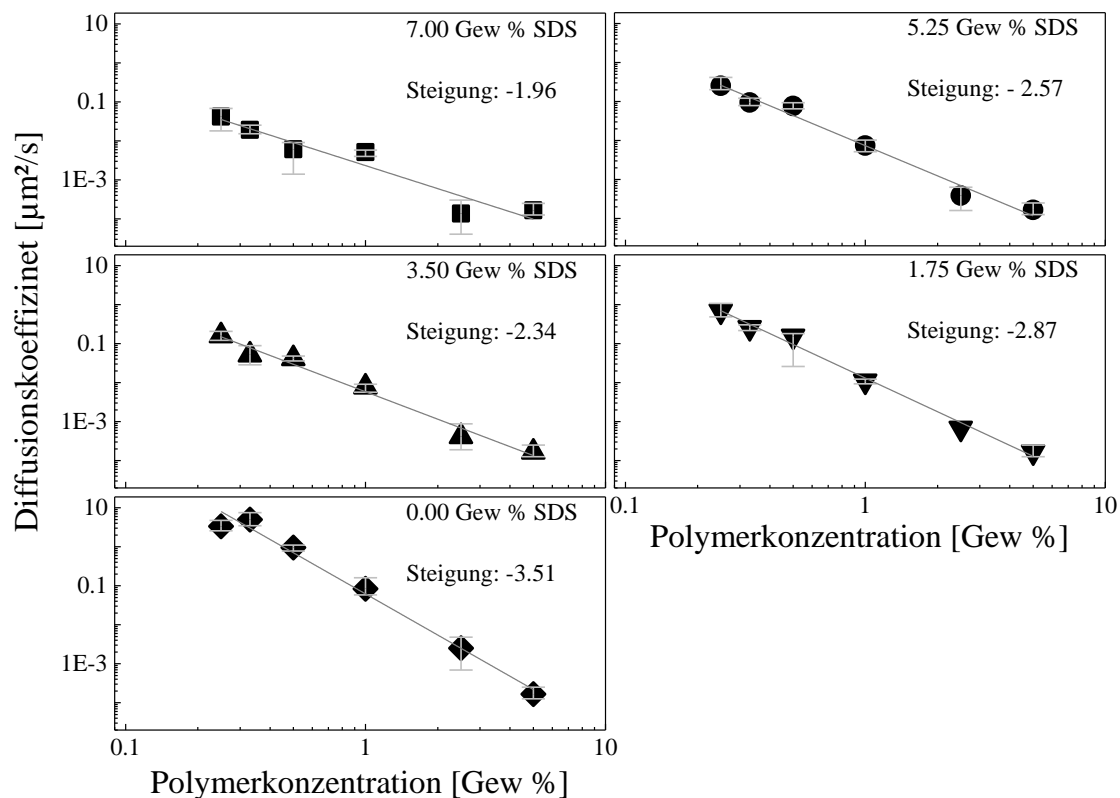 Diffusionskoeffizinet [µm²/s]
10
0.1
1E-3
7.00 Gew % SDS
Steigung: -1.96
5.25 Gew % SDS
Steigung: - 2.57
10
0.1
1E-3
3.50 Gew % SDS
Steigung: -2.34
1.75 Gew % SDS
Steigung: -2.87
0.1 1 10
Polymerkonzentration [Gew %]
10
0.1
1E-3
0.00 Gew % SDS
Steigung: -3.51
0.1 1 10
Polymerkonzentration [Gew %]